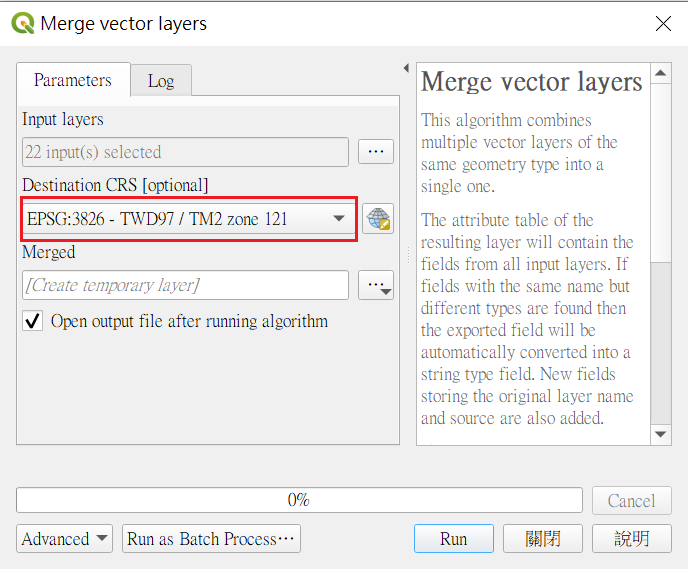 Merge vector layers
Parameters
Log
Input layers
22 input(s) selected
...
Destination CRS [optional]
EPSG:3826 - TWD97 / TM2 zone 121
Merged
[Create temporary layer]
...
Open output file after running algorithm
Merge vector layers
This algorithm combines
multiple vector layers of the
same geometry type into a
single one.
The attribute table of the
resulting layer will contain the
fields from all input layers. If
fields with the same name but
different types are found then
the exported field will be
automatically converted into a
string type field. New fields
storing the original layer name
and source are also added.
0%
Cancel
Advanced
Run as Batch Process⋯
Run
關閉
說明